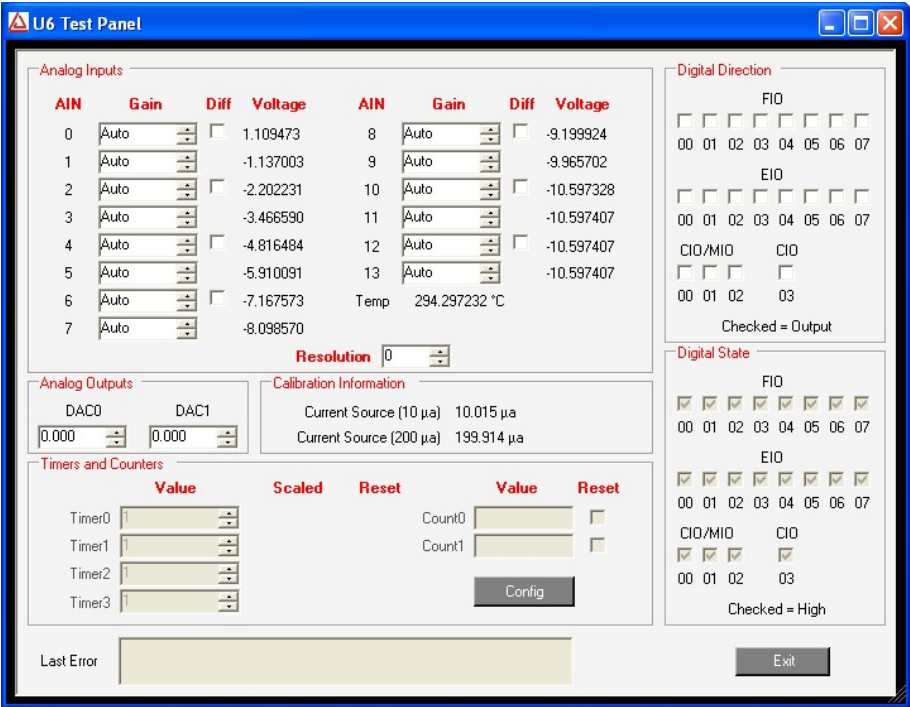 U6 Test Panel
Analog Inputs
AIN Gain Diff Voltage AIN Gain Diff Voltage
0 Auto 1.109473 8 Auto -9.199924
1 Auto -1.137003 9 Auto -9.965702
2 Auto -2.202231 10 Auto -10.597328
3 Auto -3.466590 11 Auto -10.597407
4 Auto -4.816484 12 Auto -10.597407
5 Auto -5.910091 13 Auto -10.597407
6 Auto -7.167573 Temp 294.297232 °C
7 Auto -8.098570
Resolution 0
Analog Outputs
DAC0 DAC1
0.000 0.000
Calibration Information
Current Source (10 µa) 10.015 µa
Current Source (200 µa) 199.914 µa
Timers and Counters
Value Scaled Reset Value Reset
Timer0 1 Count0
Timer1 1 Count1
Timer2 1
Timer3 1
Config
Last Error
Digital Direction
FIO
00 01 02 03 04 05 06 07
EIO
00 01 02 03 04 05 06 07
CIO/MIO CIO
00 01 02 03
Checked = Output
Digital State
FIO
00 01 02 03 04 05 06 07
EIO
00 01 02 03 04 05 06 07
CIO/MIO CIO
00 01 02 03
Checked = High
Exit